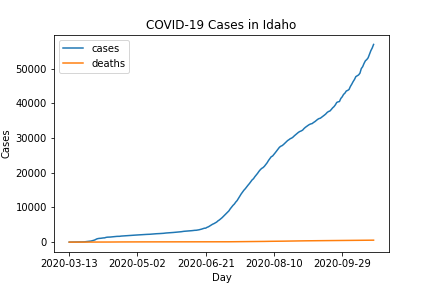 COVID-19 Cases in Idaho
cases
deaths
50000
40000
30000
20000
10000
0
Cases
2020-03-13 2020-05-02 2020-06-21 2020-08-10 2020-09-29
Day